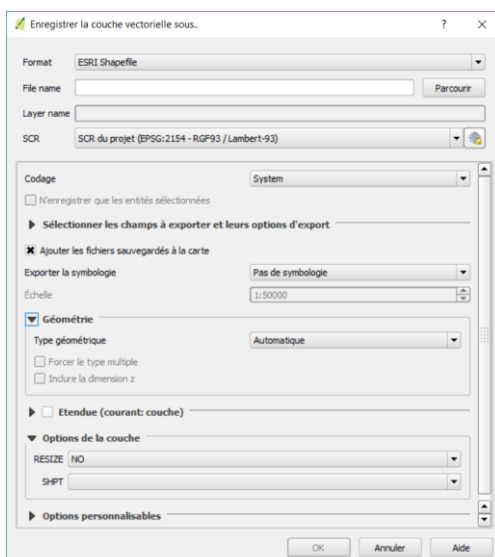 Enregistrer la couche vectorielle sous..
?
Format ESRI Shapefile
File name Parcourir
Layer name
SCR SCR du projet (EPSG:2154 - RGF93 / Lambert-93)
Codage System
N'enregistrer que les entités sélectionnées
Sélectionner les champs à exporter et leurs options d'export
Ajouter les fichiers sauvegardés à la carte
Exporter la symbologie Pas de symbologie
Échelle 1:50000
Géométrie
Type géométrique Automatique
Forcer le type multiple
Inclure la dimension z
Etendue (courant: couche)
Options de la couche
RESIZE NO
SHPT
Options personnalisables
OK Annuler Aide